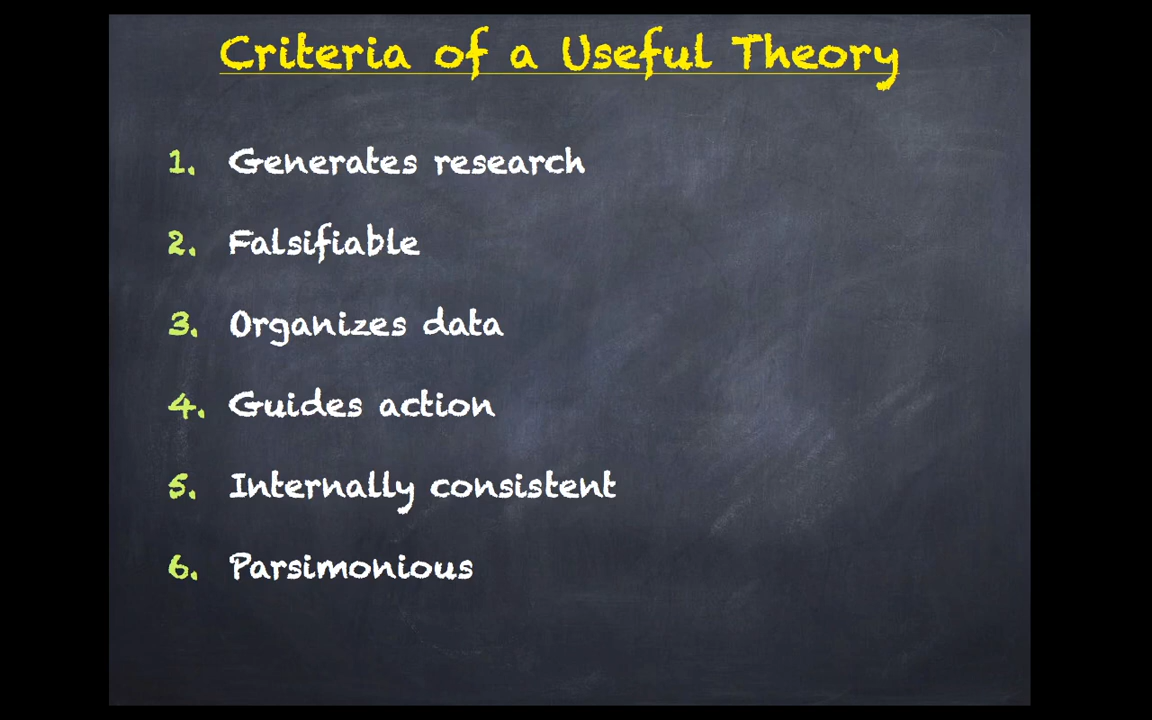 Criteria of a Useful Theory
1. Generates research
2. Falsifiable
3. Organizes data
4. Guides action
5. Internally consistent
6. Parsimonious